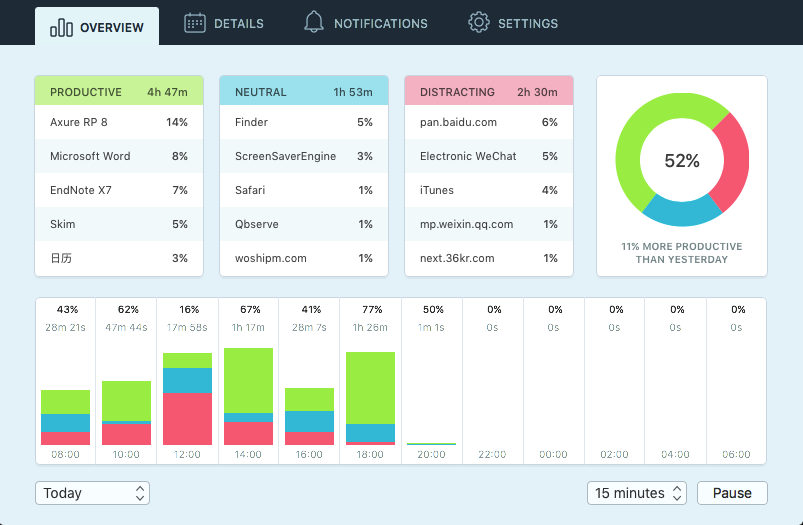 OVERVIEW
DETAILS
NOTIFICATIONS
SETTINGS
PRODUCTIVE 4h 47m
Axure RP 8 14%
Microsoft Word 8%
EndNote X7 7%
Skim 5%
日历 3%
NEUTRAL 1h 53m
Finder 5%
ScreenSaverEngine 3%
Safari 1%
Qbserve 1%
woshipm.com 1%
DISTRACTING 2h 30m
pan.baidu.com 6%
Electronic WeChat 5%
iTunes 4%
mp.weixin.qq.com 1%
next.36kr.com 1%
52%
11% MORE PRODUCTIVE
THAN YESTERDAY
43% 62% 16% 67% 41% 77% 50% 0% 0% 0% 0% 0%
28m 21s 47m 44s 17m 58s 1h 17m 28m 7s 1h 26m 1m 1s 0s 0s 0s 0s 0s
08:00 10:00 12:00 14:00 16:00 18:00 20:00 22:00 00:00 02:00 04:00 06:00
Today
15 minutes
Pause